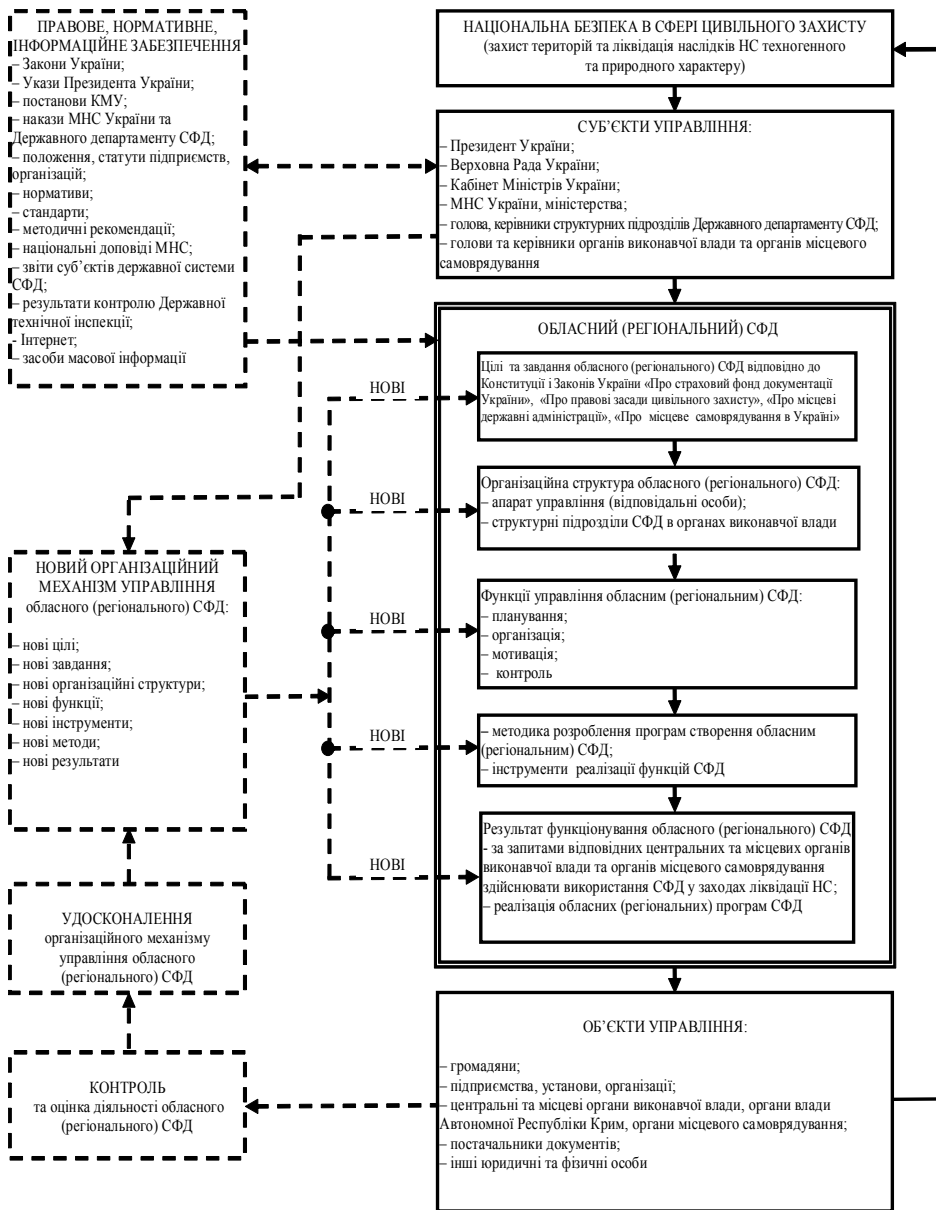 ПРАВОВЕ, НОРМАТИВНЕ,
ІНФОРМАЦІЙНЕ ЗАБЕЗПЕЧЕННЯ
– Закони України;
– Укази Президента України;
– постанови КМУ;
– накази МНС України та
Державного департаменту СФД;
– положення, статути підприємств,
організацій;
– нормативи;
– стандарти;
– методичні рекомендації;
– національні доповіді МНС;
– звіти суб’єктів державної системи
СФД;
– результати контролю Державної
технічної інспекції;
- Інтернет;
– засоби масової інформації
НАЦІОНАЛЬНА БЕЗПЕКА В СФЕРІ ЦИВІЛЬНОГО ЗАХИСТУ
(захист територій та ліквідація наслідків НС техногенного
та природного характеру)
СУБ’ЄКТИ УПРАВЛІННЯ:
– Президент України;
– Верховна Рада України;
– Кабінет Міністрів України;
– МНС України, міністерства;
– голова, керівники структурних підрозділів Державного департаменту СФД;
– голови та керівники органів виконавчої влади та органів місцевого
самоврядування
ОБЛАСНИЙ (РЕГІОНАЛЬНИЙ) СФД
НОВІ
Цілі та завдання обласного (регіонального) СФД відповідно до
Конституції і Законів України «Про страховий фонд документації
України», «Про правові засади цивільного захисту», «Про місцеві
державні адміністрації», «Про місцеве самоврядування в Україні»
НОВІ
Організаційна структура обласного (регіонального) СФД:
– апарат управління (відповідальні особи);
– структурні підрозділи СФД в органах виконавчої влади
НОВІ
Функції управління обласним (регіональним) СФД:
– планування;
– організація;
– мотивація;
– контроль
НОВІ
– методика розроблення програм створення обласним
(регіональним) СФД;
– інструменти реалізації функцій СФД
НОВІ
Результат функціонування обласного (регіонального) СФД
- за запитами відповідних центральних та місцевих органів
виконавчої влади та органів місцевого самоврядування
здійснювати використання СФД у заходах ліквідації НС;
– реалізація обласних (регіональних) програм СФД
НОВИЙ ОРГАНІЗАЦІЙНИЙ
МЕХАНІЗМ УПРАВЛІННЯ
обласного (регіонального) СФД:
– нові цілі;
– нові завдання;
– нові організаційні структури;
– нові функції;
– нові інструменти;
– нові методи;
– нові результати
УДОСКОНАЛЕННЯ
організаційного механізму
управління обласного
(регіонального) СФД
КОНТРОЛЬ
та оцінка діяльності обласного
(регіонального) СФД
ОБ’ЄКТИ УПРАВЛІННЯ:
– громадяни;
– підприємства, установи, організації;
– центральні та місцеві органи виконавчої влади, органи влади
Автономної Республіки Крим, органи місцевого самоврядування;
– постачальники документів;
– інші юридичні та фізичні особи